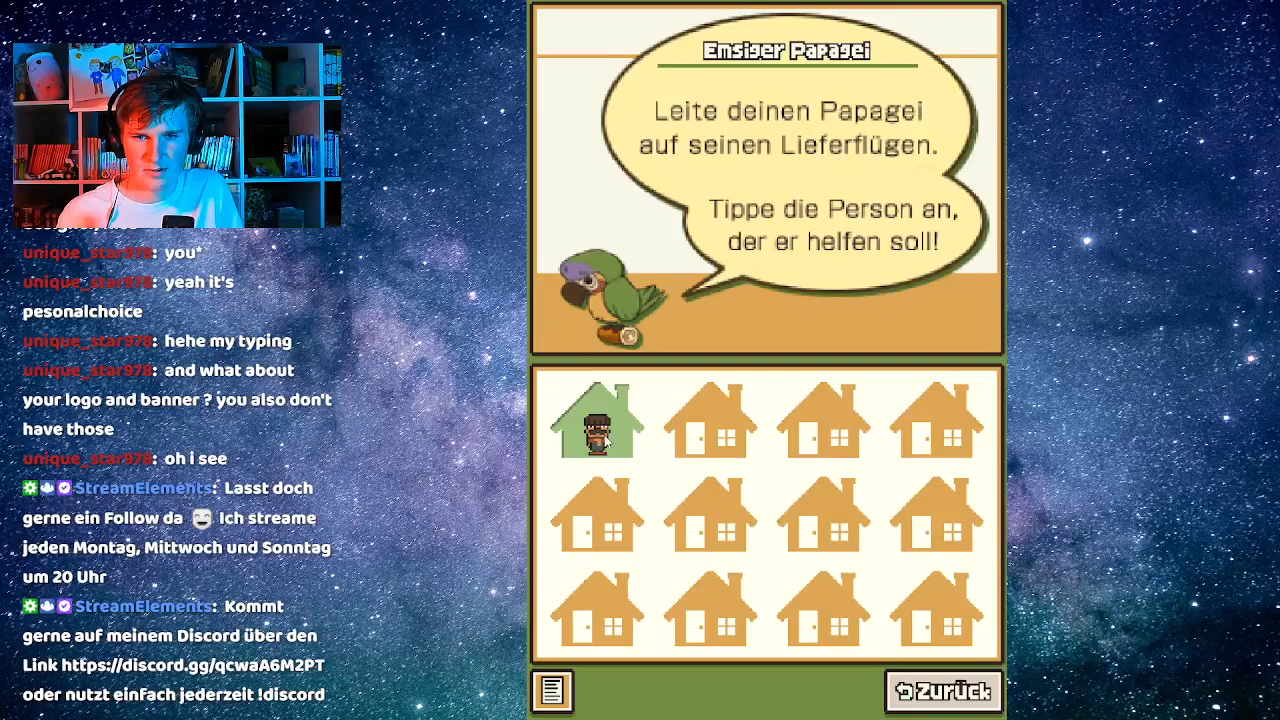 unique_star978: you*
unique_star978: yeah it's
pesonalchoice
unique_star978: hehe my typing
unique_star978: and what about
your logo and banner ? you also don't
have those
unique_star978: oh i see
StreamElements: Lasst doch
gerne ein Follow da Ich streame
jeden Montag, Mittwoch und Sonntag
um 20 Uhr
StreamElements: Kommt
gerne auf meinem Discord über den
Link https://discord.gg/qcwaA6M2PT
oder nutzt einfach jederzeit !discord
Emsiger Papagei
Leite deinen Papagei
auf seinen Lieferflügen.
Tippe die Person an,
der er helfen soll!
Zurück